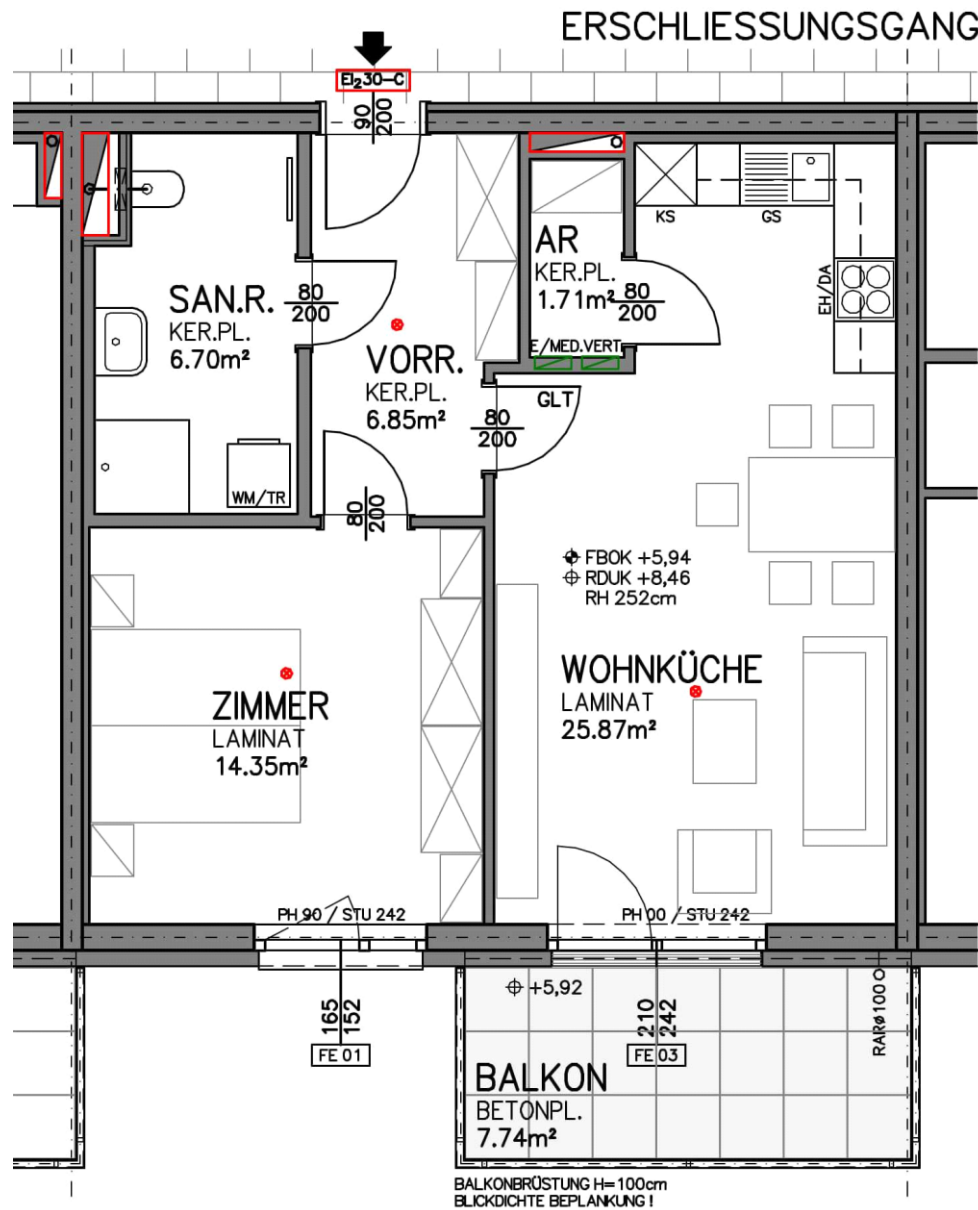 ERSCHLIESSUNGSGANG
EI₂30-C
90
200
KS
GS
AR
KER.PL.
1.71m²
80
200
EH/DA
SAN.R.
KER.PL.
6.70m²
80
200
E/MED.VERT
VORR.
KER.PL.
6.85m²
GLT
80
200
WM/TR
80
200
FBOK +5,94
RDUK +8,46
RH 252cm
WOHNKÜCHE
LAMINAT
25.87m²
ZIMMER
LAMINAT
14.35m²
PH 90 / STU 242
PH 00 / STU 242
+5,92
165
152
FE 01
210
242
FE 03
RARø100
BALKON
BETONPL.
7.74m²
BALKONBRÜSTUNG H=100cm
BLICKDICHTE BEPLANKUNG !